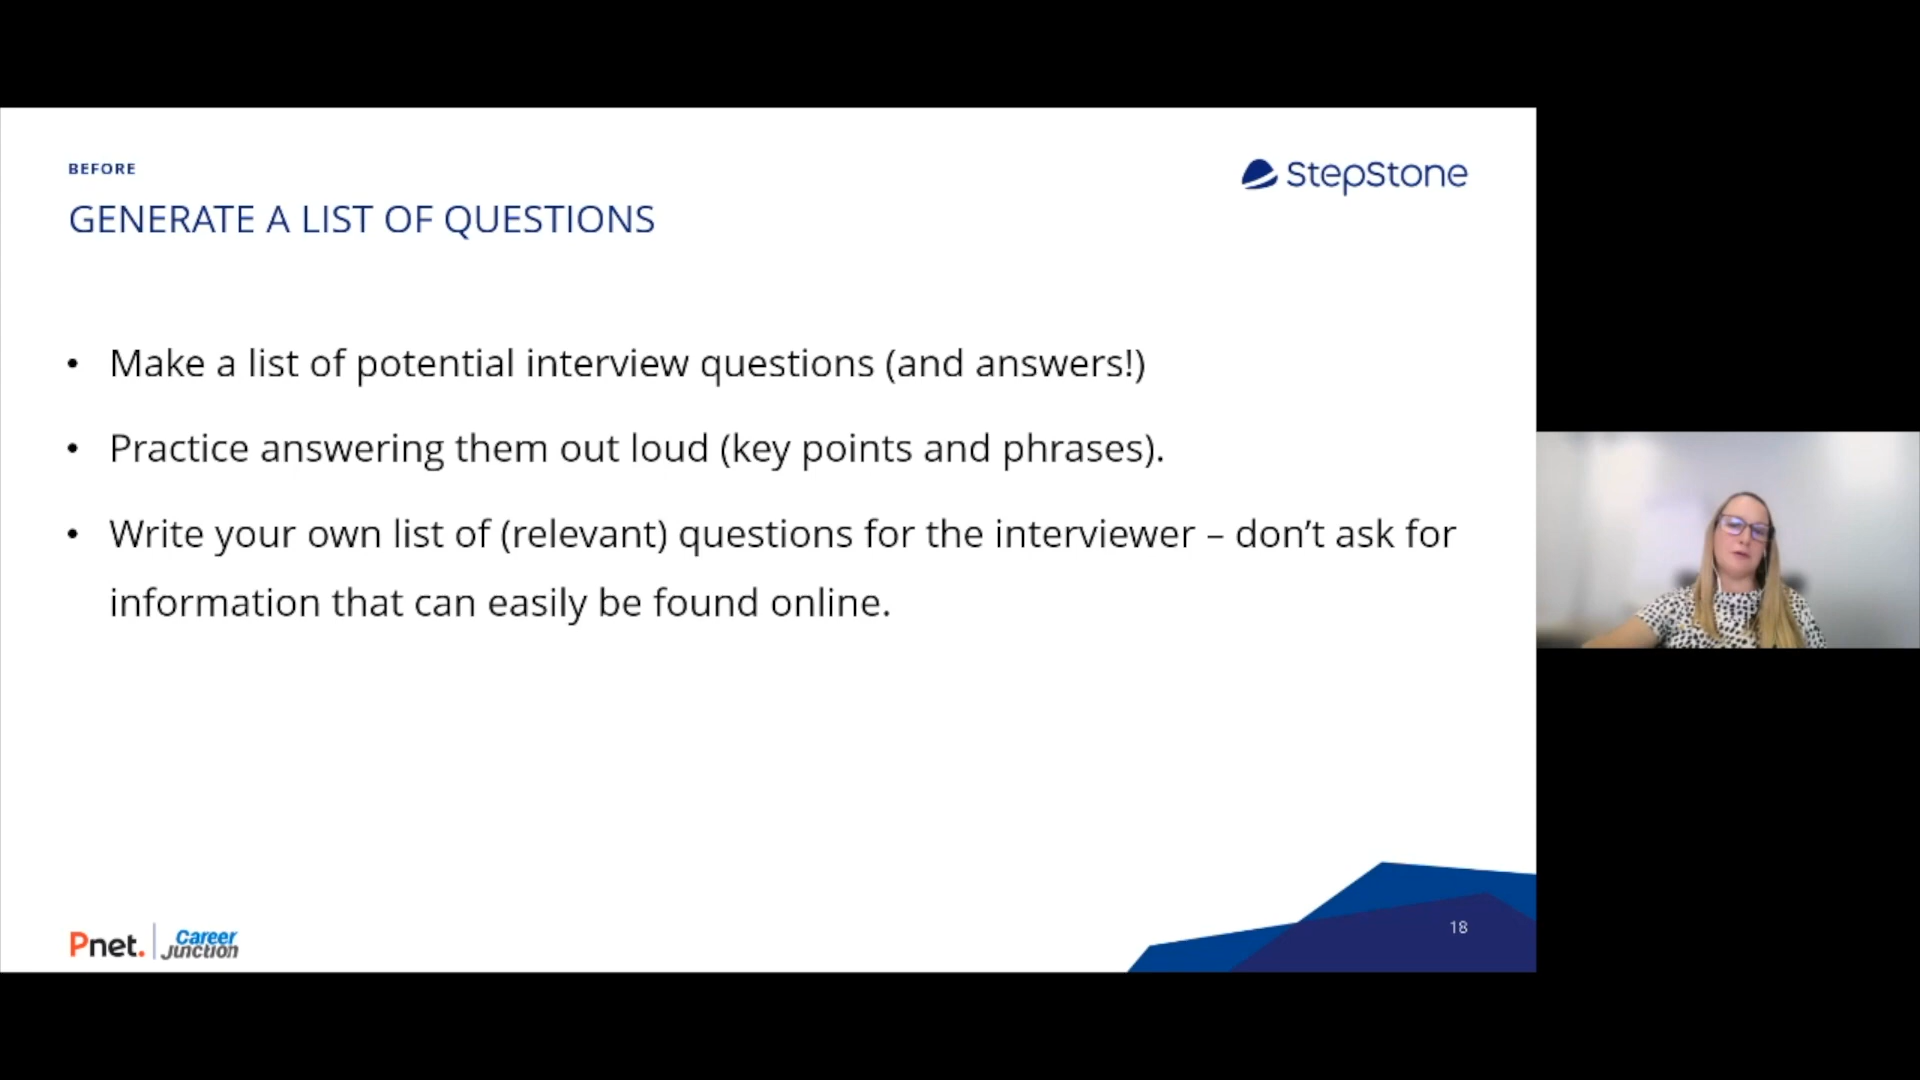 BEFORE
StepStone
GENERATE A LIST OF QUESTIONS
• Make a list of potential interview questions (and answers!)
• Practice answering them out loud (key points and phrases).
• Write your own list of (relevant) questions for the interviewer – don’t ask for
information that can easily be found online.
Pnet.
Career
Junction
18